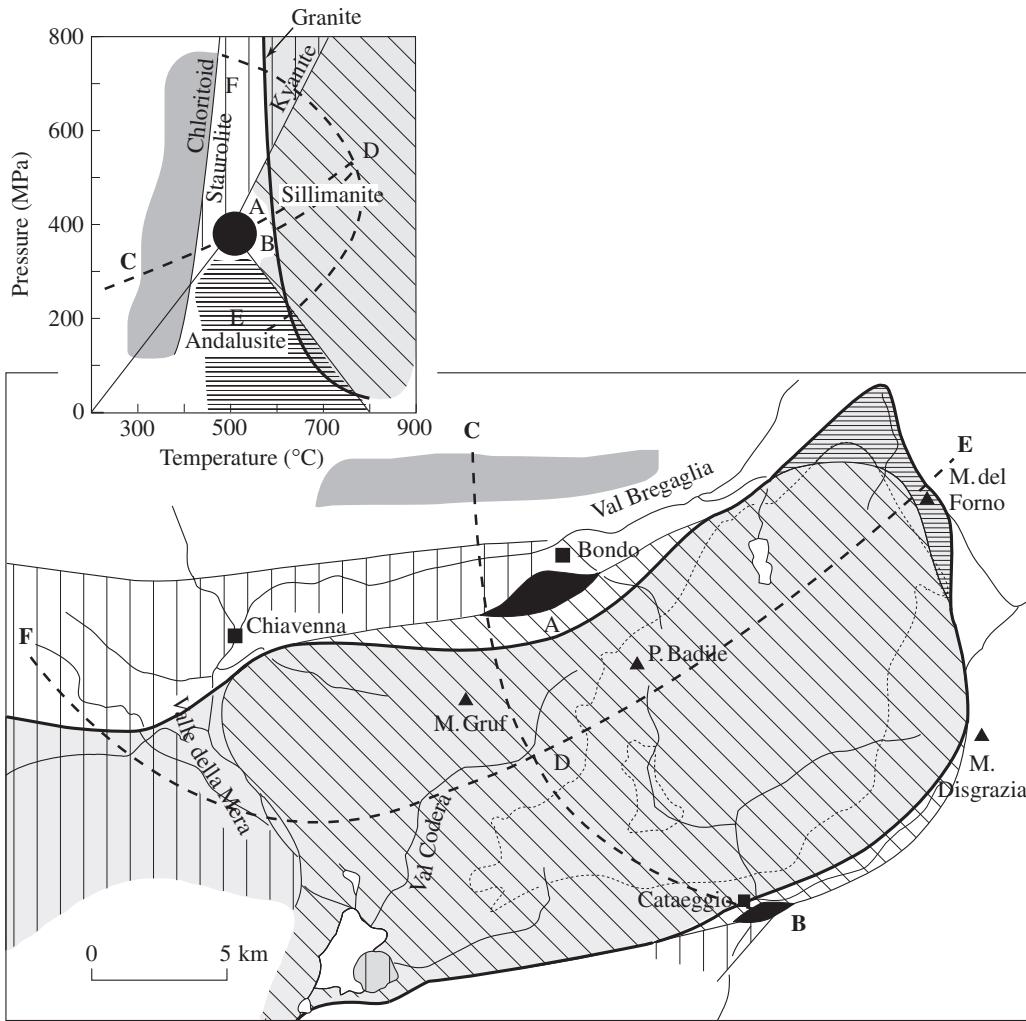 Granite
800
600
400
200
0
Pressure (MPa)
Chloritoid
Staurolite
F
Kyanite
D
Sillimanite
A
B
C
E
Andalusite
300
500
700
900
Temperature (°C)
C
Val Bregaglia
E
M. del
Forno
Bondo
Chiavenna
A
F
P. Badile
M. Gruf
Valle della Mera
D
M.
Disgrazia
Val Codera
Cataeggio
B
0
5 km